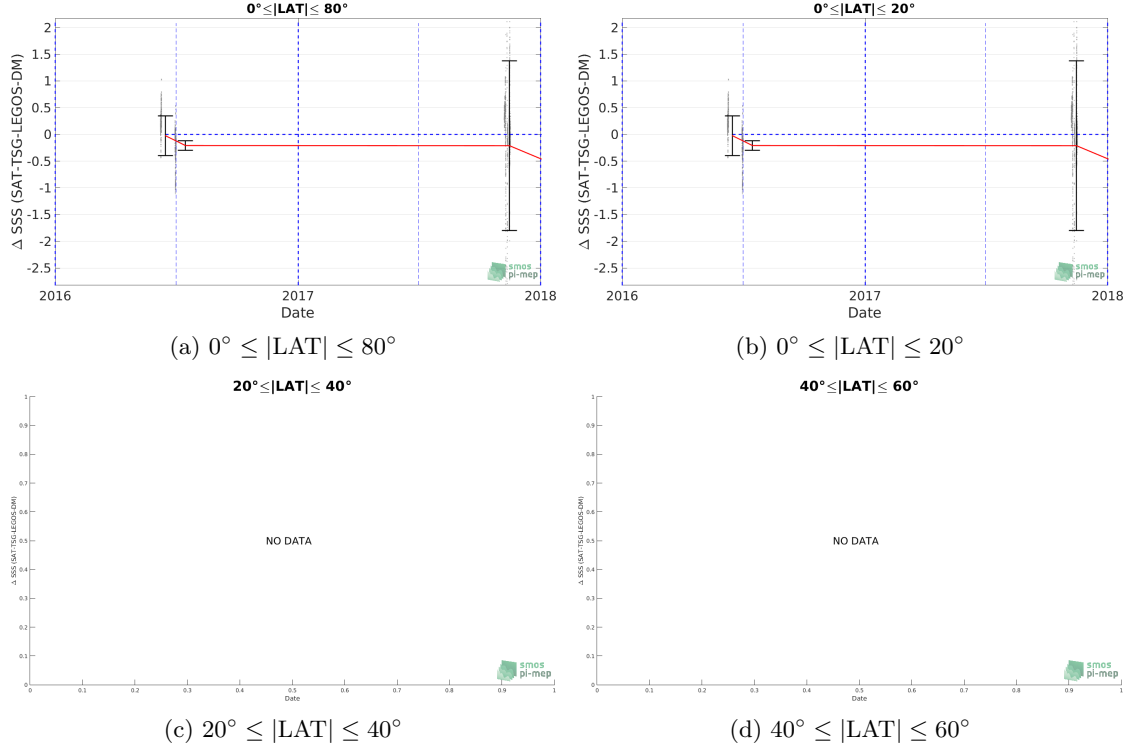 0°≤|LAT|≤ 80°
Δ SSS (SAT-TSG-LEGOS-DM)
2
1.5
1
0.5
0
-0.5
-1
-1.5
-2
-2.5
smos
pi-mep
2016 2017 2018
Date
(a) 0° ≤ |LAT| ≤ 80°
0°≤|LAT|≤ 20°
Δ SSS (SAT-TSG-LEGOS-DM)
2
1.5
1
0.5
0
-0.5
-1
-1.5
-2
-2.5
smos
pi-mep
2016 2017 2018
Date
(b) 0° ≤ |LAT| ≤ 20°
20°≤|LAT|≤ 40°
Δ SSS (SAT-TSG-LEGOS-DM)
1
0.9
0.8
0.7
0.6
0.5
0.4
0.3
0.2
0.1
0
NO DATA
smos
pi-mep
0 0.1 0.2 0.3 0.4 0.5 0.6 0.7 0.8 0.9 1
Date
(c) 20° ≤ |LAT| ≤ 40°
40°≤|LAT|≤ 60°
Δ SSS (SAT-TSG-LEGOS-DM)
1
0.9
0.8
0.7
0.6
0.5
0.4
0.3
0.2
0.1
0
NO DATA
smos
pi-mep
0 0.1 0.2 0.3 0.4 0.5 0.6 0.7 0.8 0.9 1
Date
(d) 40° ≤ |LAT| ≤ 60°